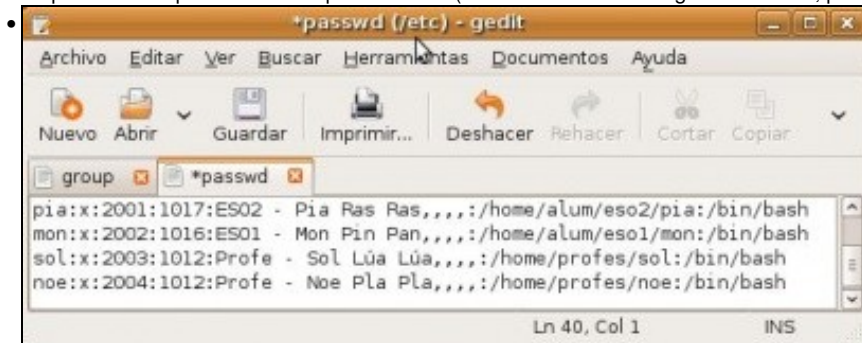 *passwd (/etc) - gedit
Archivo Editar Ver Buscar Herramientas Documentos Ayuda
Nuevo Abrir Guardar Imprimir... Deshacer Rehacer Cortar Copiar
group *passwd
pia:x:2001:1017:ESO2 - Pia Ras Ras,,,,:/home/alum/eso2/pia:/bin/bash
mon:x:2002:1016:ESO1 - Mon Pin Pan,,,,:/home/alum/eso1/mon:/bin/bash
sol:x:2003:1012:Profe - Sol Lúa Lúa,,,,:/home/profes/sol:/bin/bash
noe:x:2004:1012:Profe - Noe Pla Pla,,,,:/home/profes/noe:/bin/bash
Ln 40, Col 1 INS